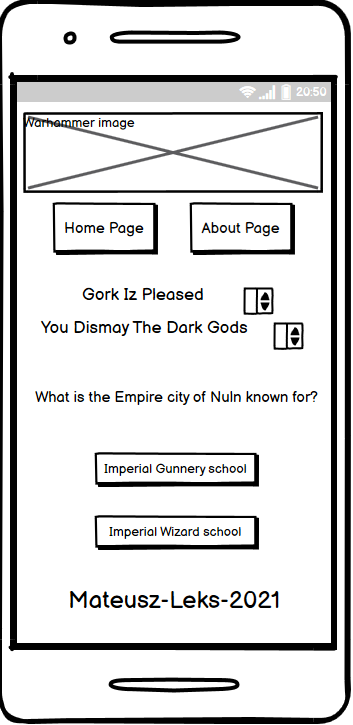 20:50
Warhammer image
Home Page
About Page
Gork Iz Pleased
You Dismay The Dark Gods
What is the Empire city of Nuln known for?
Imperial Gunnery school
Imperial Wizard school
Mateusz-Leks-2021